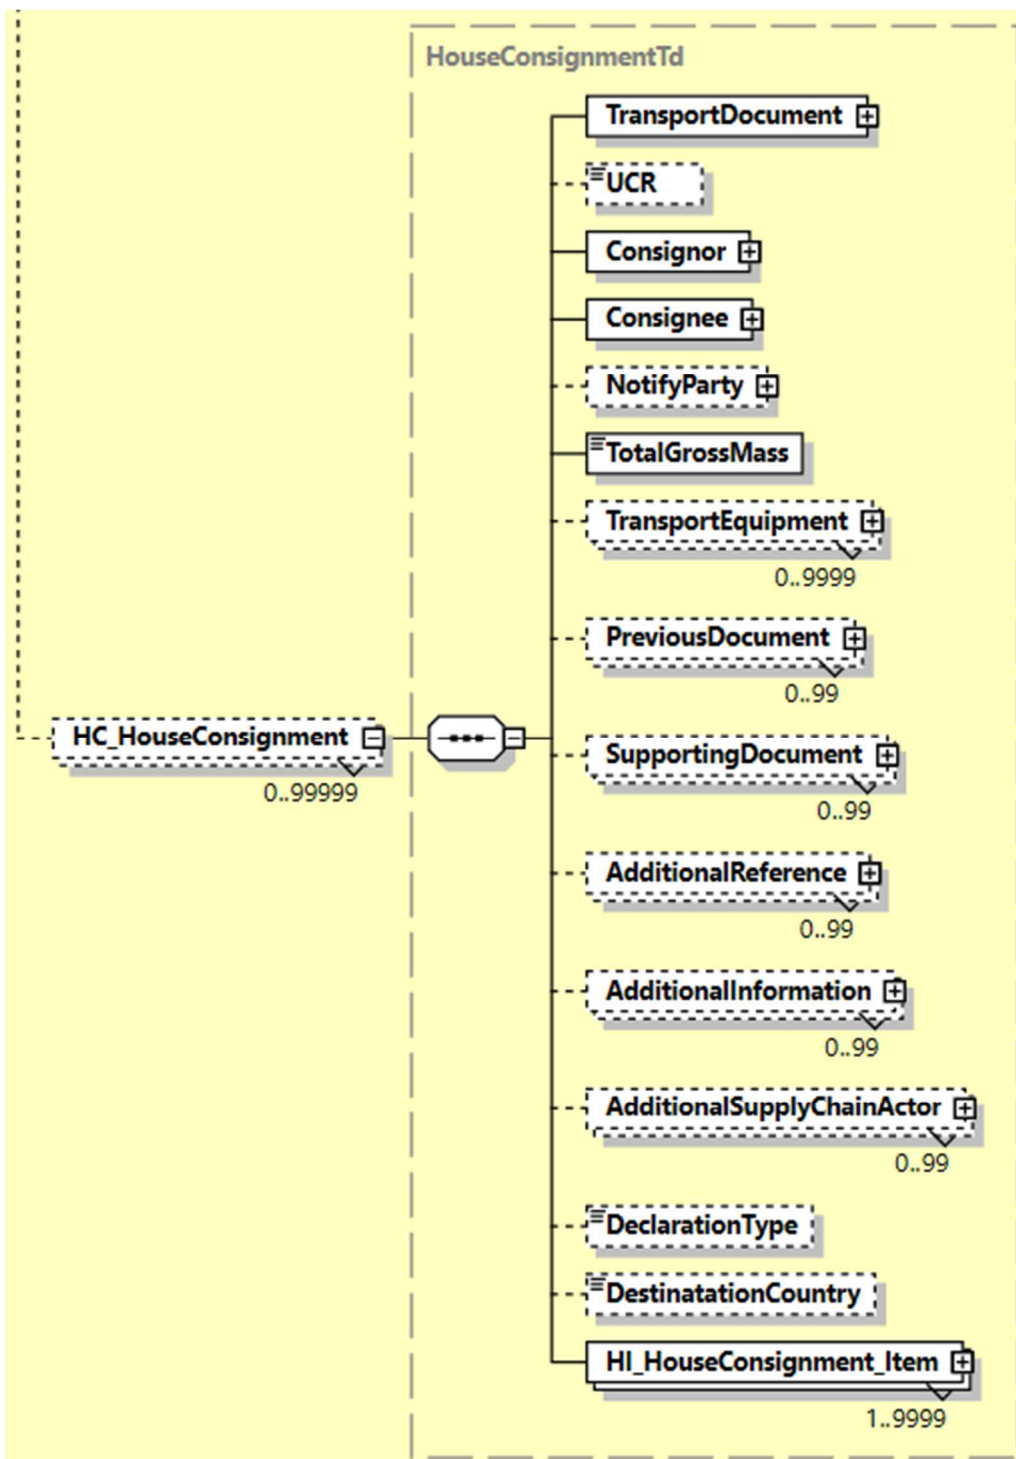 HouseConsignmentTd
TransportDocument
UCR
Consignor
Consignee
NotifyParty
TotalGrossMass
TransportEquipment
0..9999
PreviousDocument
0..99
HC_HouseConsignment
0..99999
SupportingDocument
0..99
AdditionalReference
0..99
AdditionalInformation
0..99
AdditionalSupplyChainActor
0..99
DeclarationType
DestinatationCountry
HI_HouseConsignment_Item
1..9999